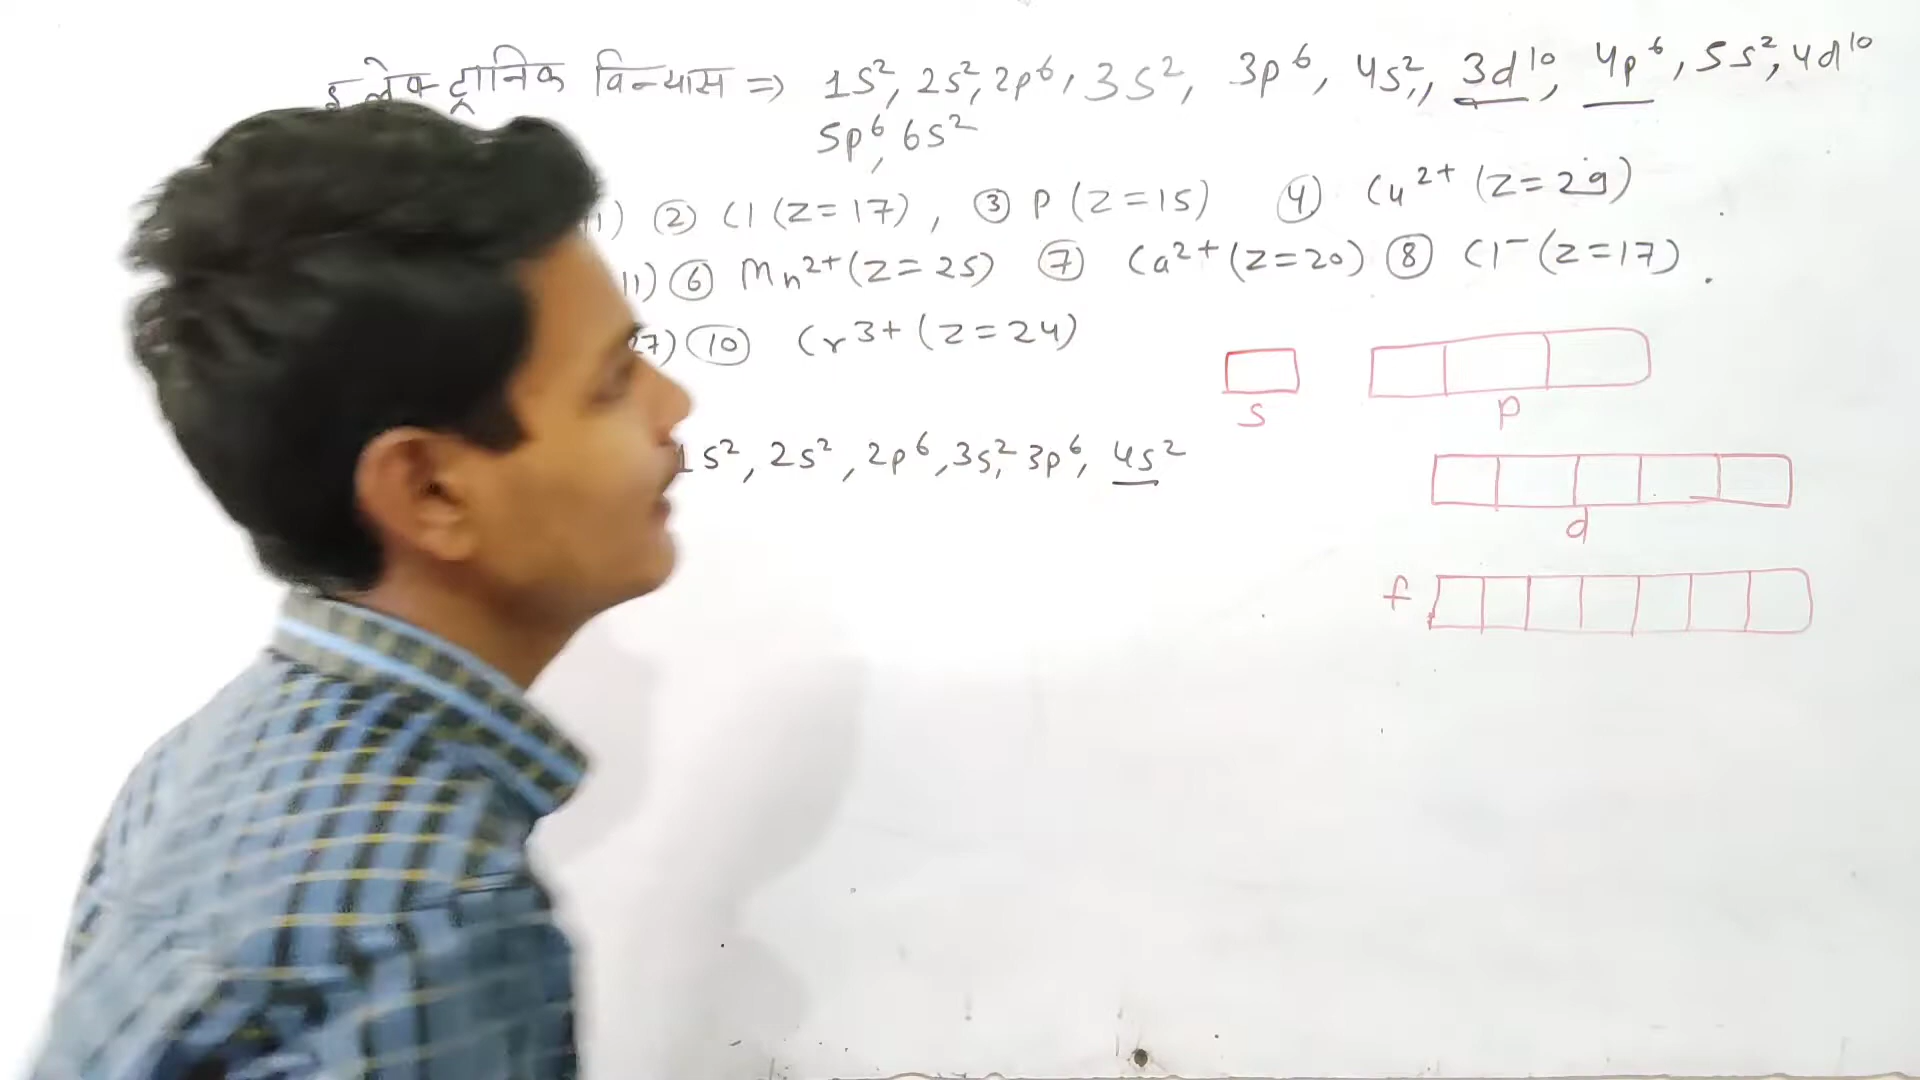 इलेक्ट्रानिक विन्यास => 1s², 2s², 2p⁶, 3s², 3p⁶, 4s², 3d¹⁰, 4p⁶, 5s², 4d¹⁰
5p⁶, 6s²
② Cl (Z=17), ③ P (Z=15) ④ Cu²⁺ (Z=29)
11) ⑥ Mn²⁺ (Z=25) ⑦ Ca²⁺ (Z=20) ⑧ Cl⁻ (Z=17)
27) ⑩ Cr³⁺ (Z=24)
s p
1s², 2s², 2p⁶, 3s², 3p⁶, 4s²
d
f